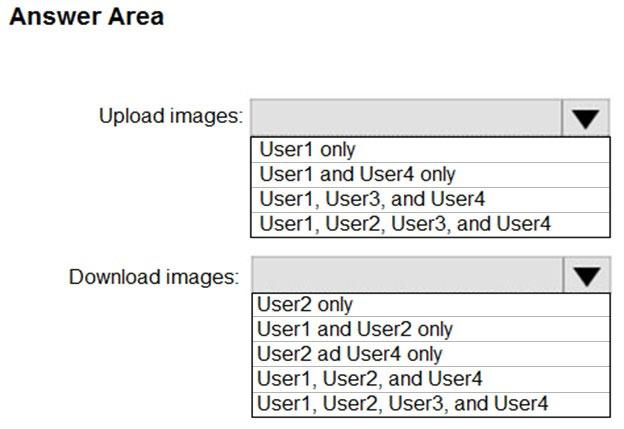 Answer Area
Upload images:
User1 only
User1 and User4 only
User1, User3, and User4
User1, User2, User3, and User4
Download images:
User2 only
User1 and User2 only
User2 ad User4 only
User1, User2, and User4
User1, User2, User3, and User4